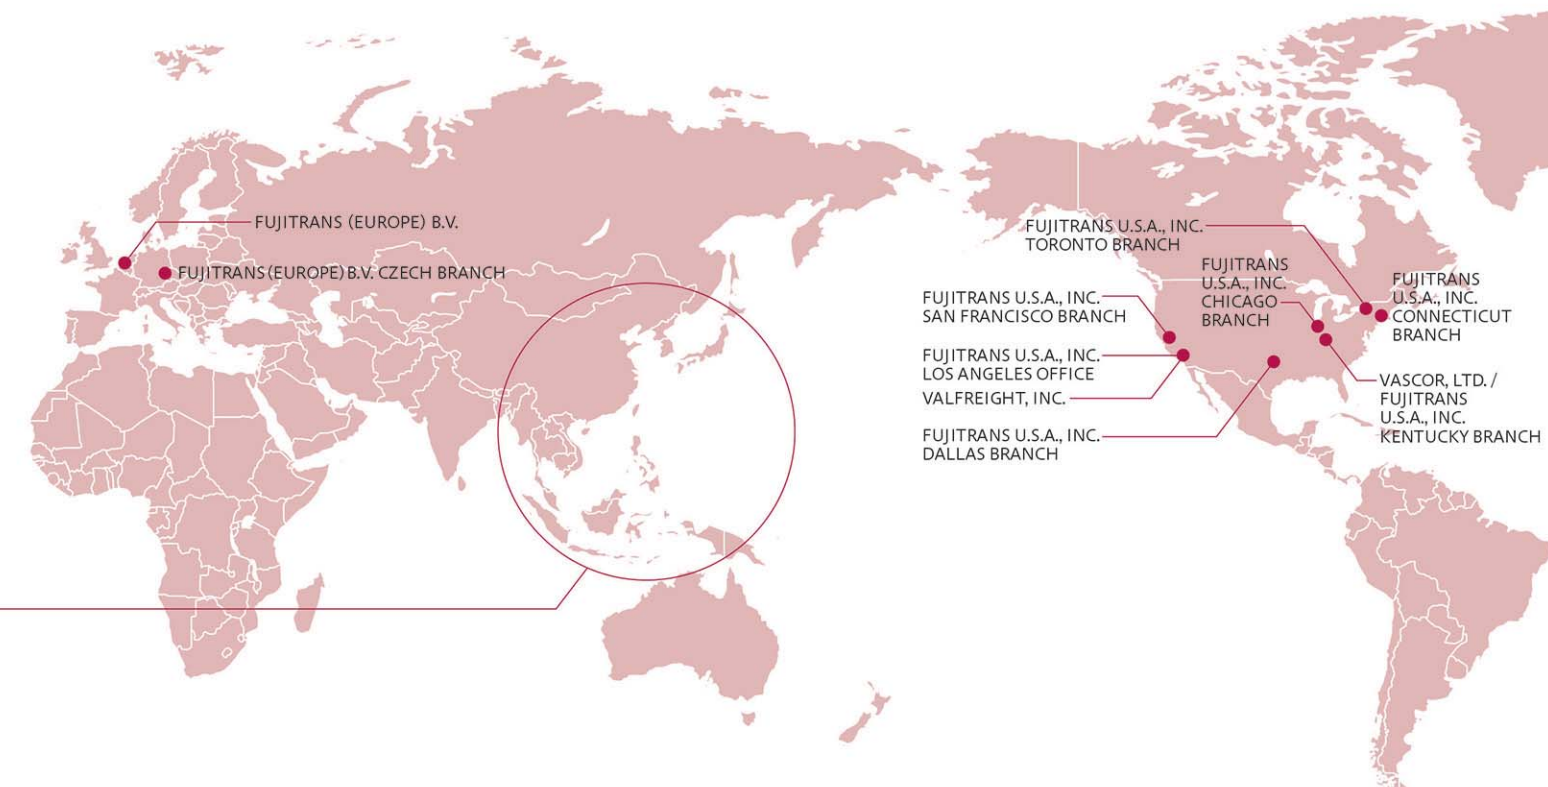 FUJITRANS (EUROPE) B.V.
FUJITRANS (EUROPE) B.V. CZECH BRANCH
FUJITRANS U.S.A., INC.
TORONTO BRANCH
FUJITRANS
U.S.A., INC.
CHICAGO
BRANCH
FUJITRANS
U.S.A., INC.
CONNECTICUT
BRANCH
FUJITRANS U.S.A., INC.
SAN FRANCISCO BRANCH
FUJITRANS U.S.A., INC.
LOS ANGELES OFFICE
VALFREIGHT, INC.
VASCOR, LTD. /
FUJITRANS
U.S.A., INC.
KENTUCKY BRANCH
FUJITRANS U.S.A., INC.
DALLAS BRANCH